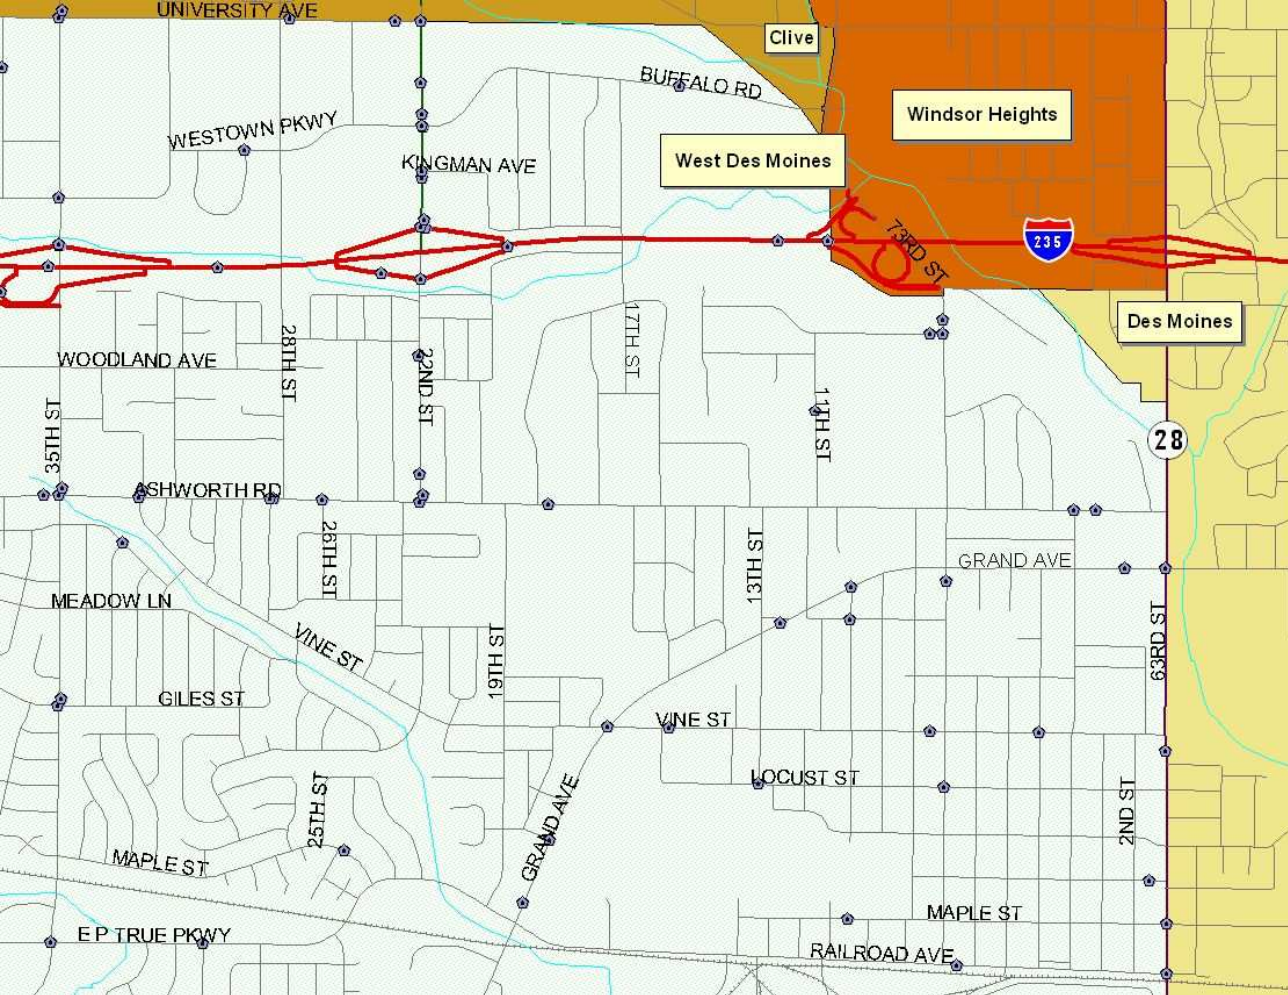 UNIVERSITY AVE
Clive
BUFFALO RD
Windsor Heights
WESTOWN PKWY
KINGMAN AVE
West Des Moines
73RD ST
235
Des Moines
WOODLAND AVE
28TH ST
22ND ST
17TH ST
11TH ST
35TH ST
28
ASHWORTH RD
26TH ST
13TH ST
GRAND AVE
MEADOW LN
VINE ST
19TH ST
63RD ST
GILES ST
VINE ST
LOCUST ST
25TH ST
GRAND AVE
2ND ST
MAPLE ST
MAPLE ST
E P TRUE PKWY
RAILROAD AVE